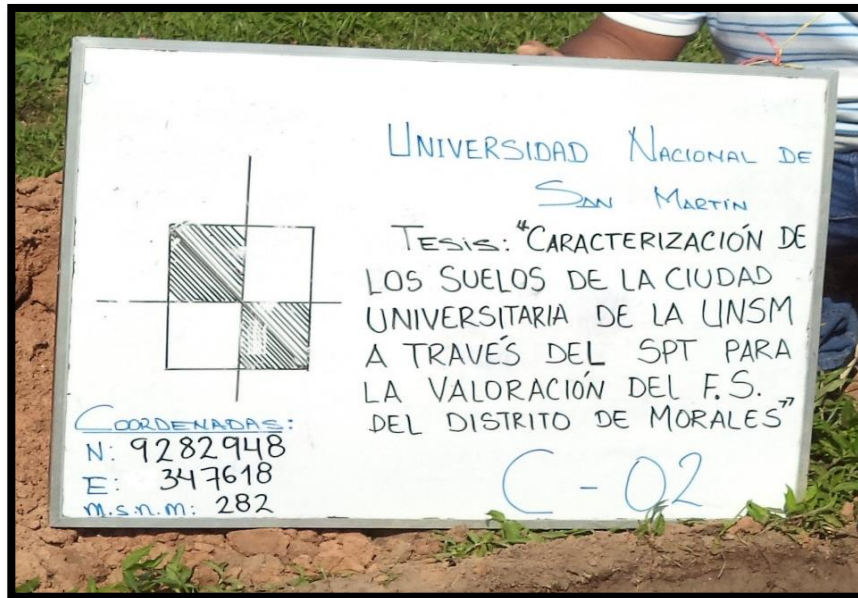 UNIVERSIDAD NACIONAL DE
SAN MARTÍN
TESIS: "CARACTERIZACIÓN DE
LOS SUELOS DE LA CIUDAD
UNIVERSITARIA DE LA UNSM
A TRAVÉS DEL SPT PARA
LA VALORACIÓN DEL F.S.
DEL DISTRITO DE MORALES"
COORDENADAS:
N: 9282948
E: 347618
m.s.n.m: 282
C - 02